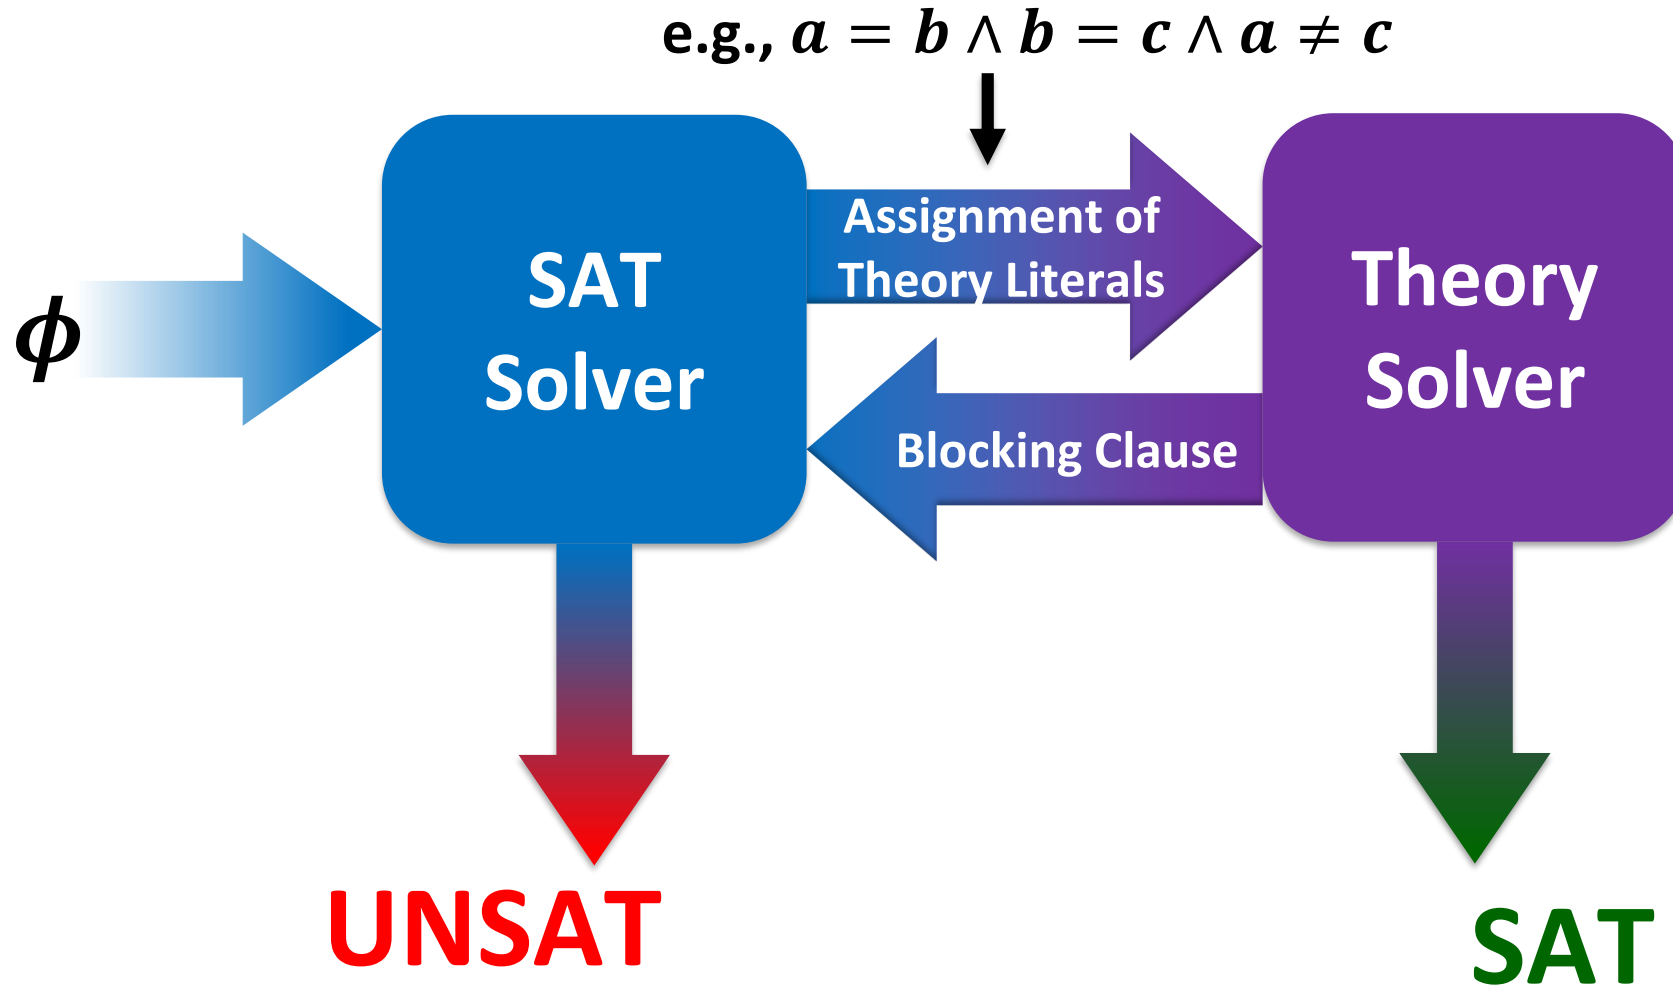 e.g., a = b ∧ b = c ∧ a ≠ c
ϕ
SAT
Solver
Assignment of
Theory Literals
Blocking Clause
Theory
Solver
UNSAT
SAT